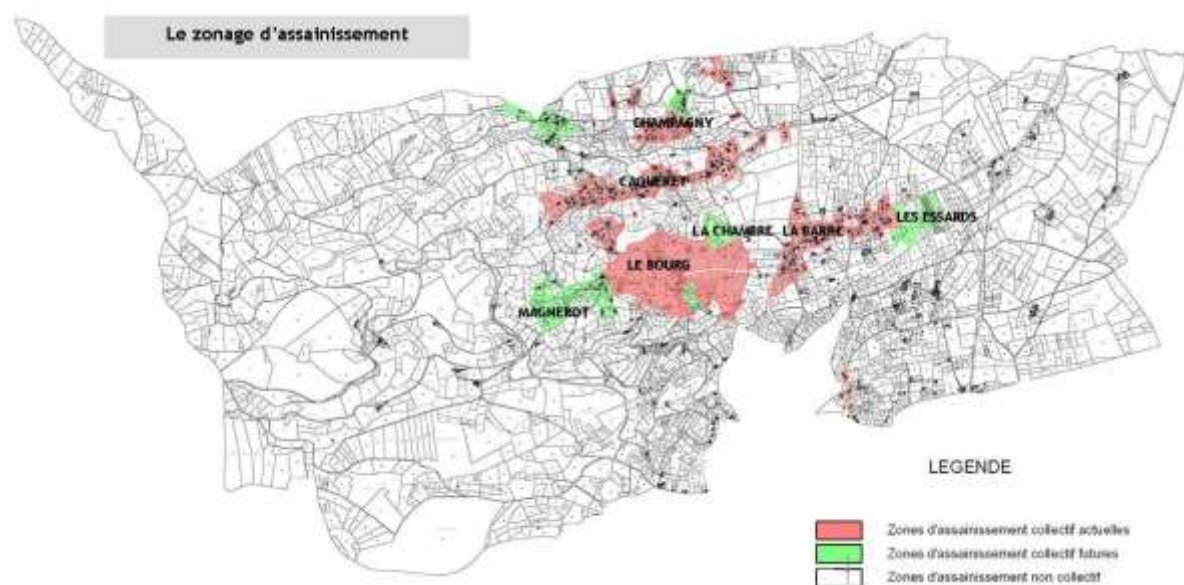 Le zonage d'assainissement
CHAMPAGNY
CAQUERET
LA CHAMBRE
LA BARRE
LES ESSARDS
LE BOURG
MAGNEROT
LEGENDE
Zones d'assainissement collectif actuelles
Zones d'assainissement collectif futures
Zones d'assainissement non collectif